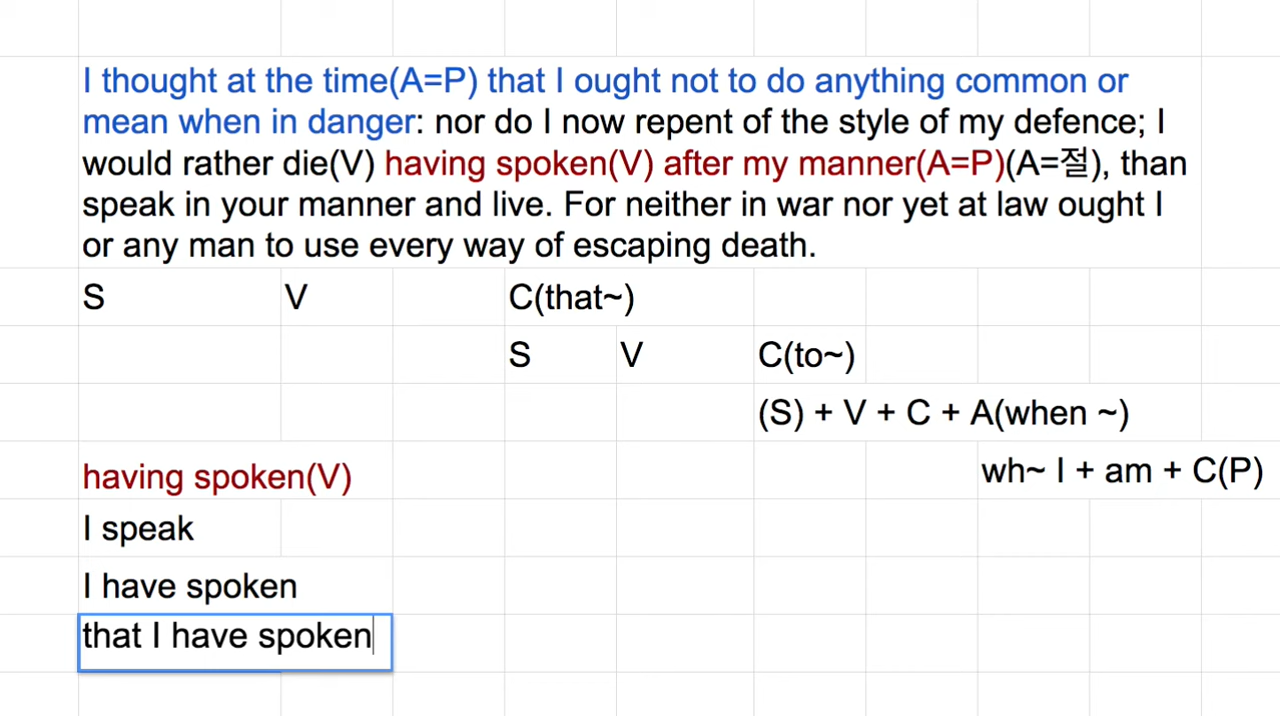 I thought at the time(A=P) that I ought not to do anything common or
mean when in danger: nor do I now repent of the style of my defence; I
would rather die(V) having spoken(V) after my manner(A=P)(A=절), than
speak in your manner and live. For neither in war nor yet at law ought I
or any man to use every way of escaping death.
S V C(that~)
S V C(to~)
(S) + V + C + A(when ~)
having spoken(V) wh~ I + am + C(P)
I speak
I have spoken
that I have spoken